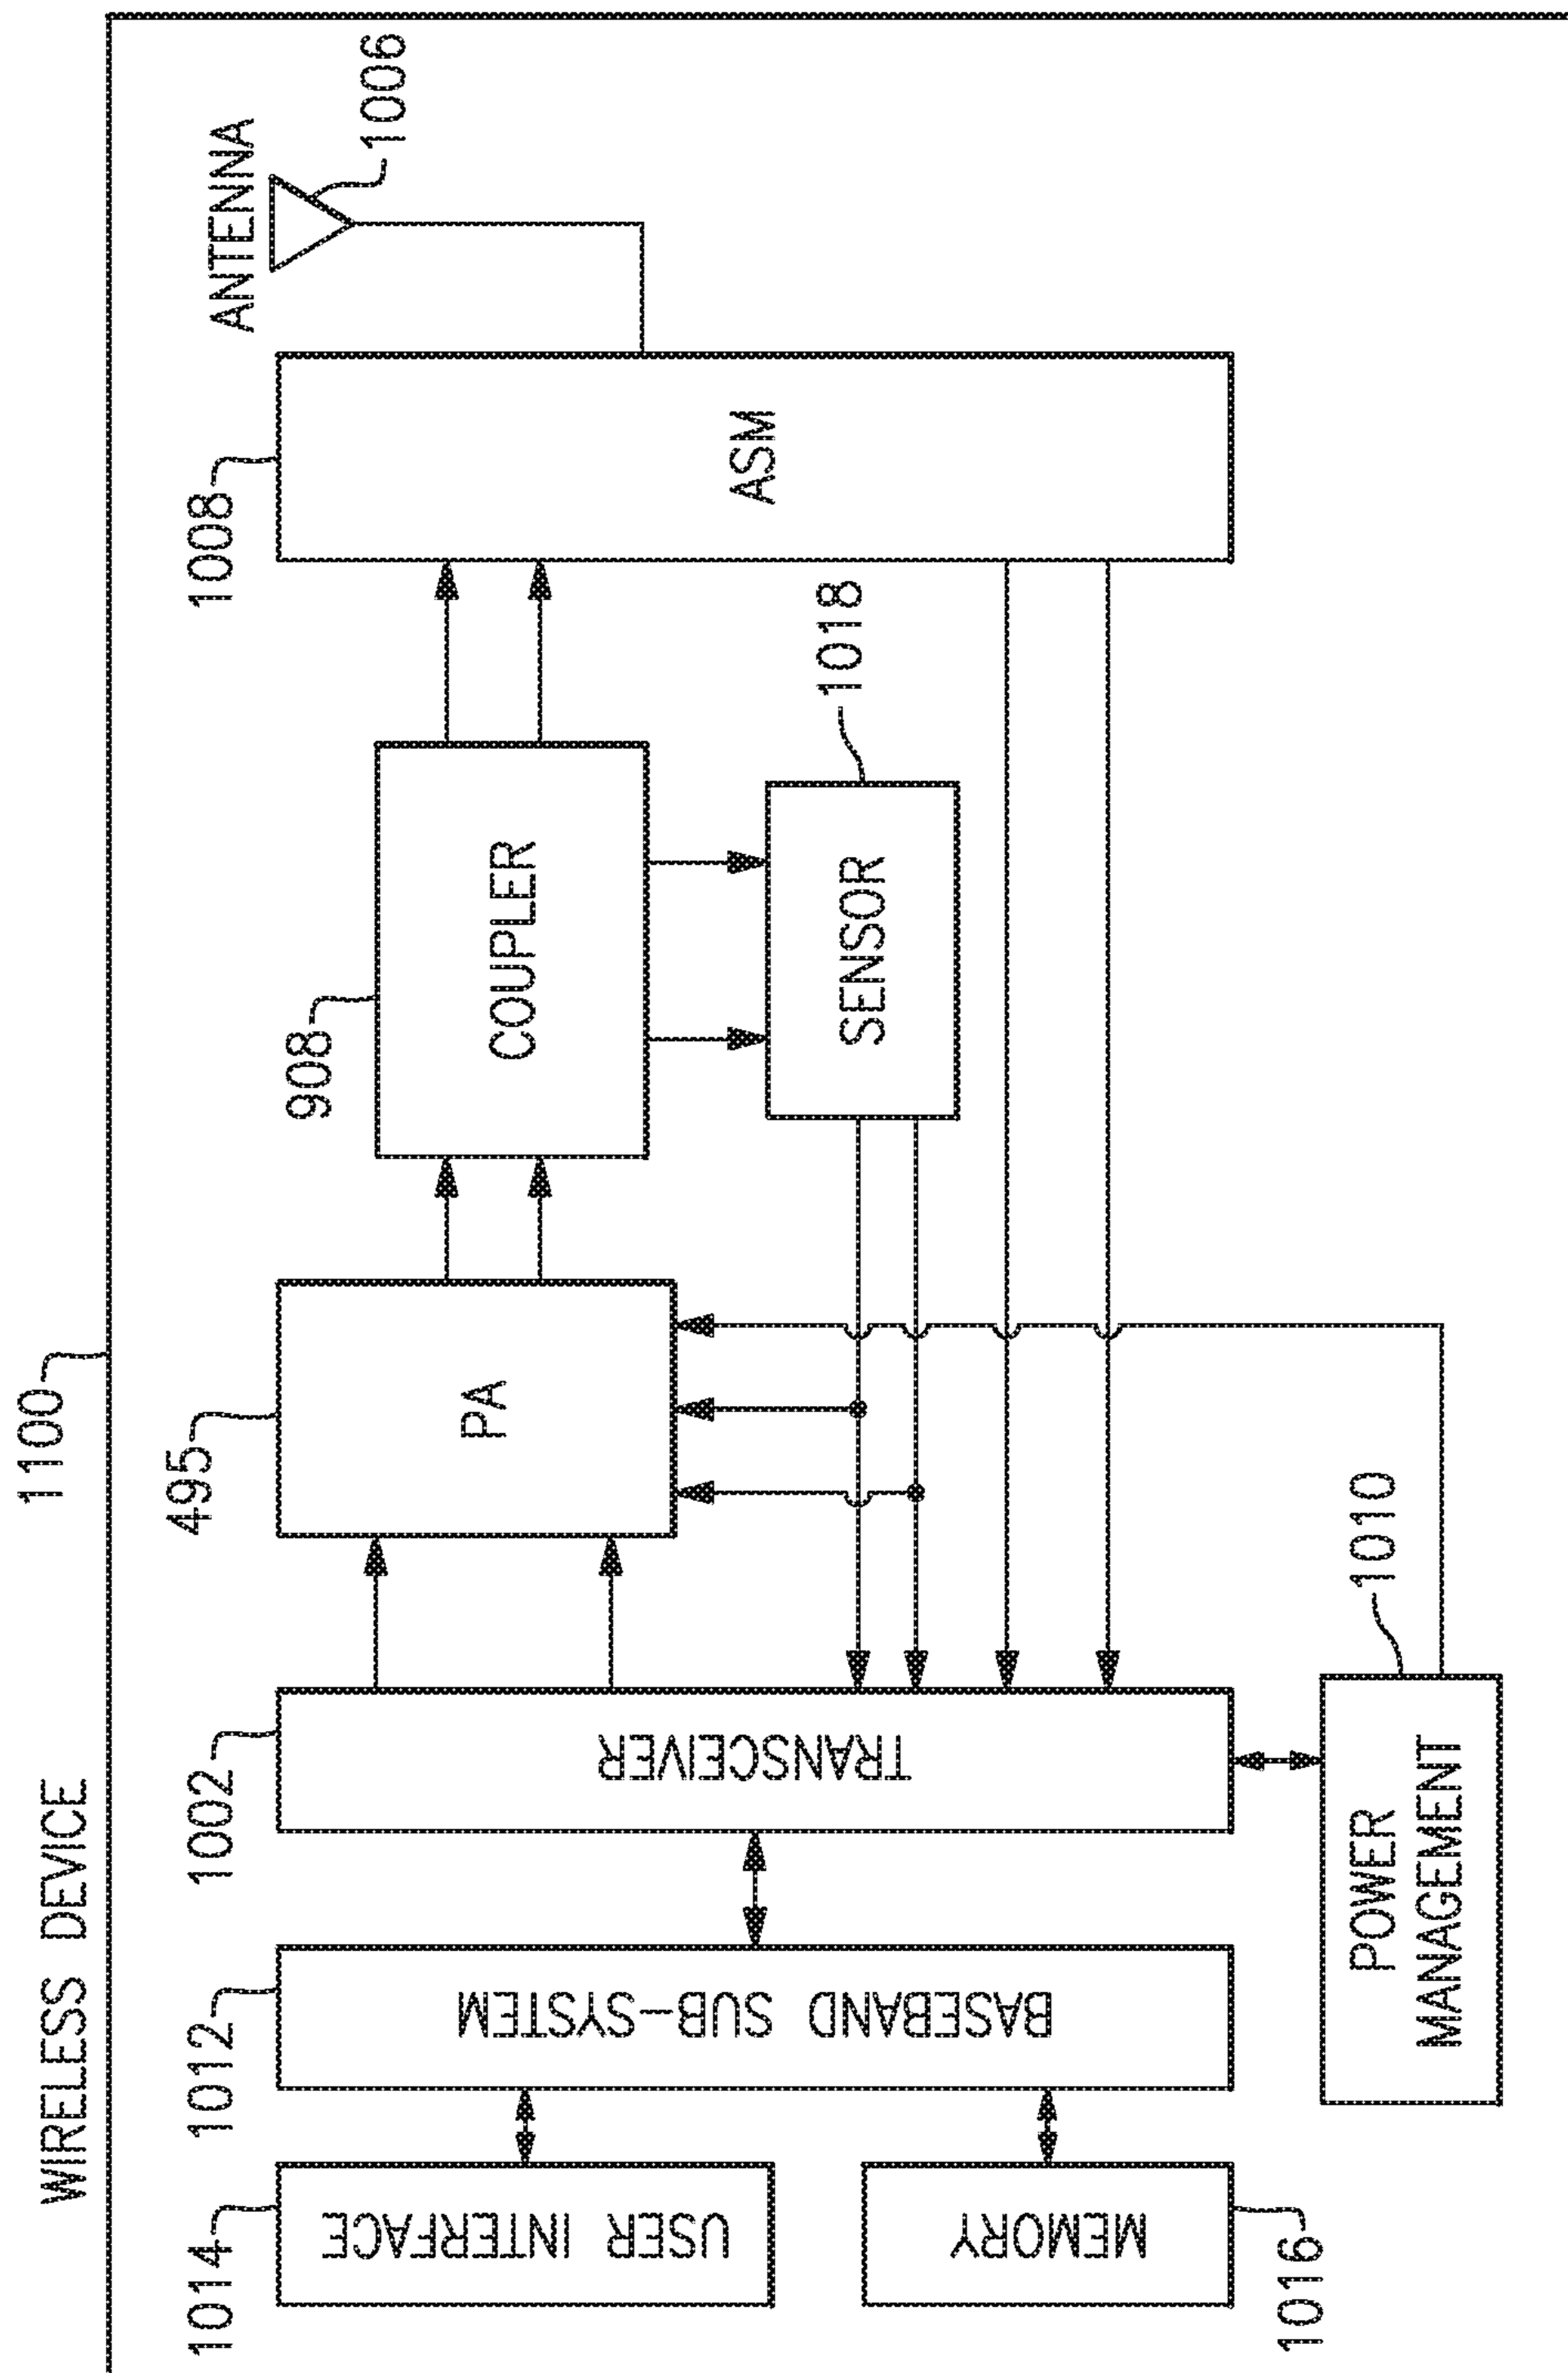 WIRELESS DEVICE
1100
1014
USER INTERFACE
MEMORY
1016
1012
BASEBAND SUB-SYSTEM
1002
TRANSCEIVER
POWER
MANAGEMENT
1010
495
PA
908
COUPLER
SENSOR
1018
1008
ASM
ANTENNA
1006